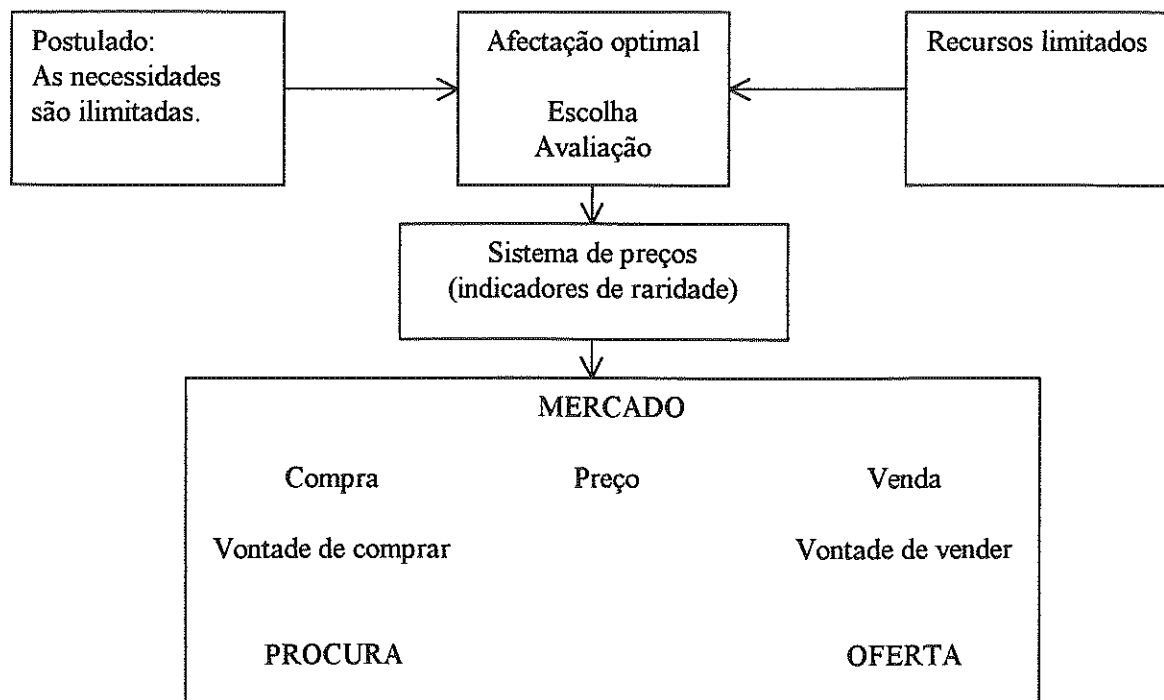 Postulado:
As necessidades
são ilimitadas.
Afectação optimal
Escolha
Avaliação
Recursos limitados
Sistema de preços
(indicadores de raridade)
MERCADO
Compra
Preço
Venda
Vontade de comprar
Vontade de vender
PROCURA
OFERTA